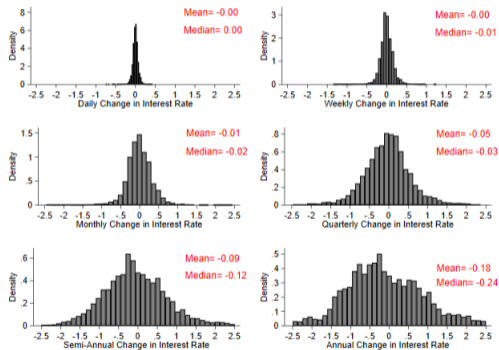 Mean= -0.00
Median= 0.00
Density
8
6
4
2
0
-2.5 -2 -1.5 -1 -.5 0 .5 1 1.5 2 2.5
Daily Change in Interest Rate
Mean= -0.00
Median= -0.01
Density
3
2
1
0
-2.5 -2 -1.5 -1 -.5 0 .5 1 1.5 2 2.5
Weekly Change in Interest Rate
Mean= -0.01
Median= -0.02
Density
1.5
1
.5
0
-2.5 -2 -1.5 -1 -.5 0 .5 1 1.5 2 2.5
Monthly Change in Interest Rate
Mean= -0.05
Median= -0.03
Density
.8
.6
.4
.2
0
-2.5 -2 -1.5 -1 -.5 0 .5 1 1.5 2 2.5
Quarterly Change in Interest Rate
Mean= -0.09
Median= -0.12
Density
.6
.4
.2
0
-2.5 -2 -1.5 -1 -.5 0 .5 1 1.5 2 2.5
Semi-Annual Change in Interest Rate
Mean= -0.18
Median= -0.24
Density
.5
.4
.3
.2
.1
0
-2.5 -2 -1.5 -1 -.5 0 .5 1 1.5 2 2.5
Annual Change in Interest Rate